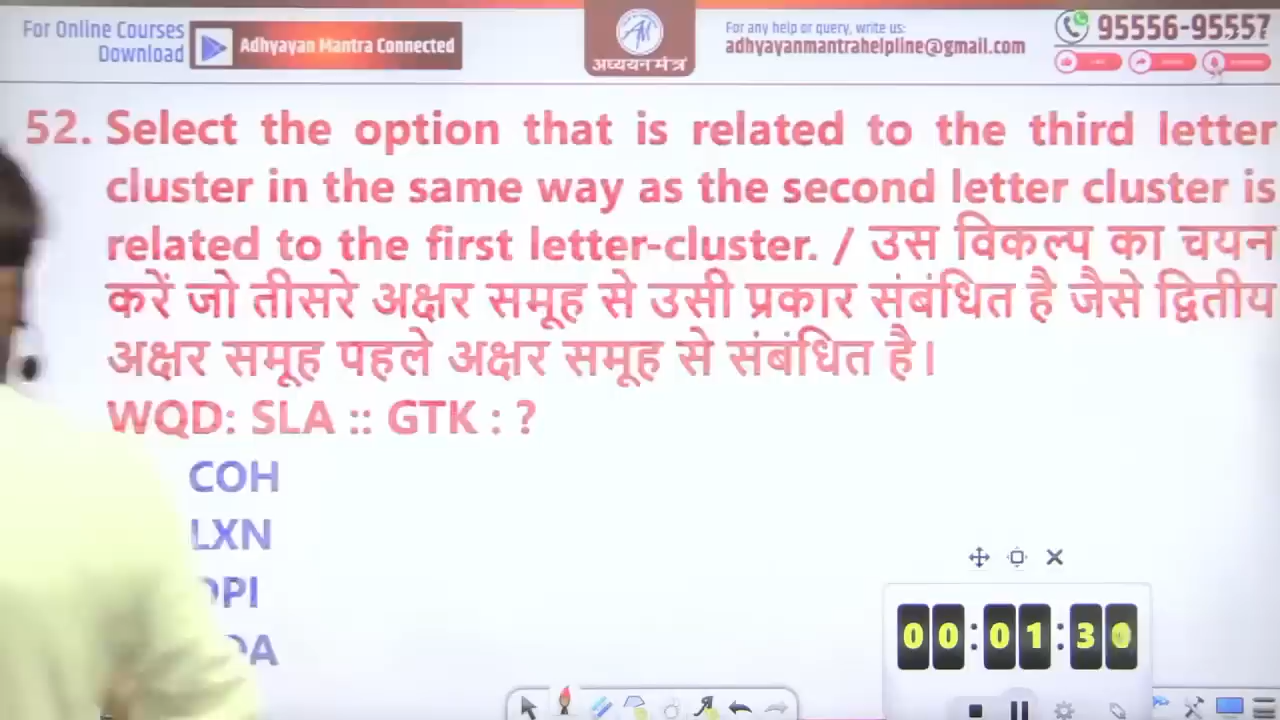 For Online Courses
Download
Adhyayan Mantra Connected
अध्ययन मंत्र
For any help or query, write us:
adhyayanmantrahelpline@gmail.com
95556-95557
52. Select the option that is related to the third letter
cluster in the same way as the second letter cluster is
related to the first letter-cluster. / उस विकल्प का चयन
करें जो तीसरे अक्षर समूह से उसी प्रकार संबंधित है जैसे द्वितीय
अक्षर समूह पहले अक्षर समूह से संबंधित है।
WQD: SLA :: GTK : ?
COH
LXN
PI
A
00:01:30